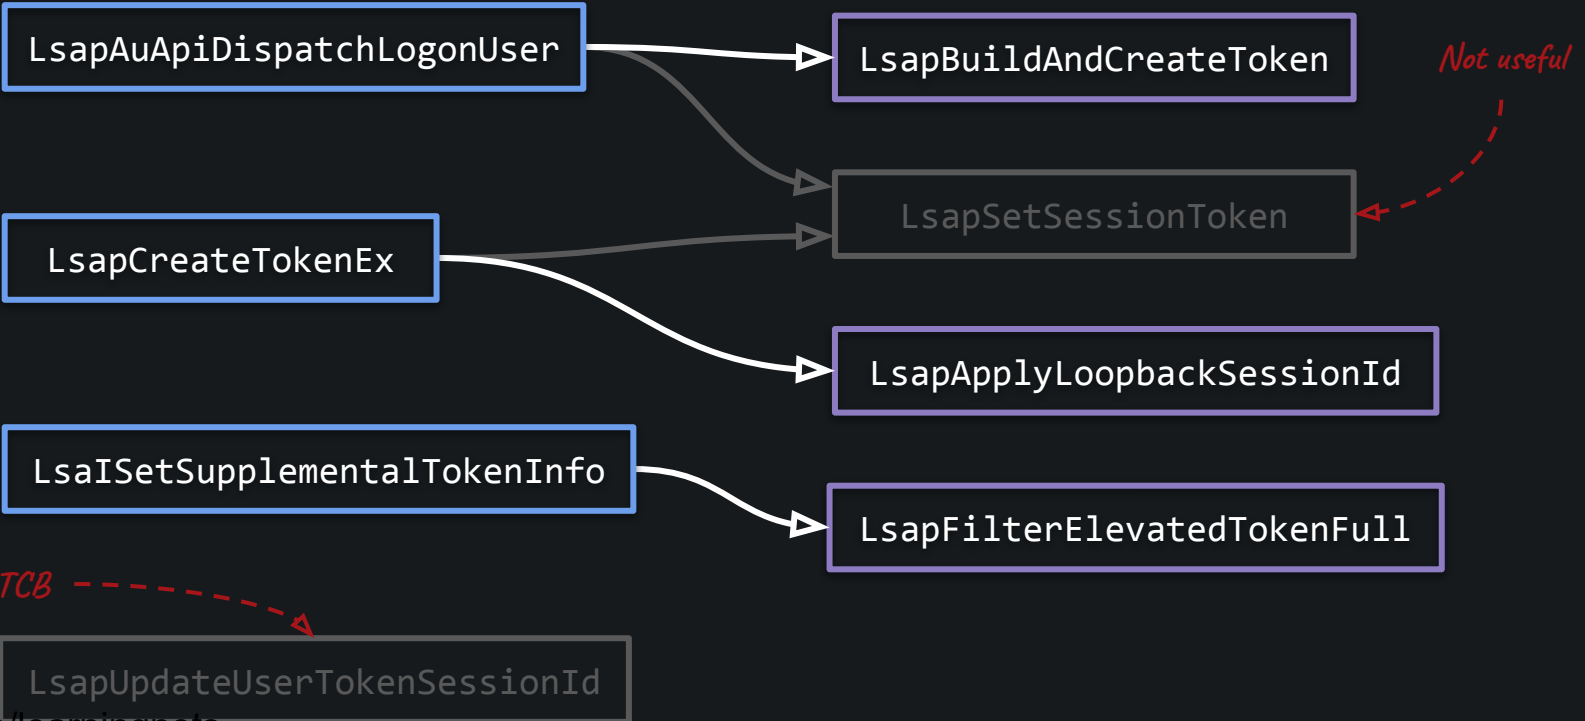 LsapAuApiDispatchLogonUser
LsapBuildAndCreateToken
Not useful
LsapSetSessionToken
LsapCreateTokenEx
LsapApplyLoopbackSessionId
LsaISetSupplementalTokenInfo
LsapFilterElevatedTokenFull
TCB
LsapUpdateUserTokenSessionId